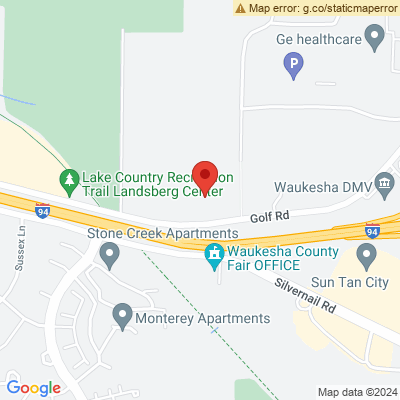 Map error: g.co/staticmaperror
Ge healthcare
P
Lake Country Recreation
Trail Landsberg Center
Waukesha DMV
94
Golf Rd
Sussex Ln
Stone Creek Apartments
94
Waukesha County
Fair OFFICE
Sun Tan City
Silvernail Rd
Monterey Apartments
Google
Map data ©2024